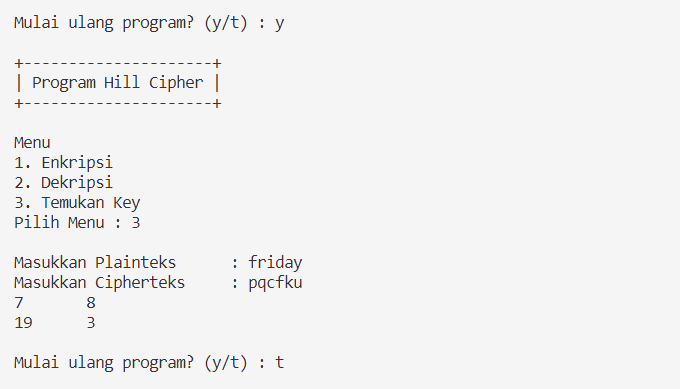 Mulai ulang program? (y/t) : y
+---------------------+
| Program Hill Cipher |
+---------------------+
Menu
1. Enkripsi
2. Dekripsi
3. Temukan Key
Pilih Menu : 3
Masukkan Plainteks      : friday
Masukkan Cipherteks     : pqcfku
7       8
19      3
Mulai ulang program? (y/t) : t